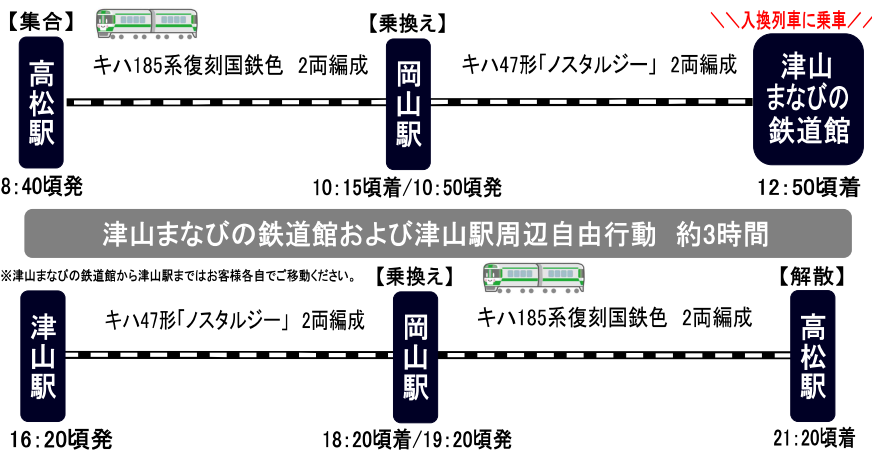 【集合】
【乗換え】
＼＼入換列車に乗車／／
高松駅
キハ185系復刻国鉄色 2両編成
岡山駅
キハ47形「ノスタルジー」 2両編成
津山
まなびの
鉄道館
8:40頃発
10:15頃着/10:50頃発
12:50頃着
津山まなびの鉄道館および津山駅周辺自由行動 約3時間
※津山まなびの鉄道館から津山駅まではお客様各自でご移動ください。
【乗換え】
【解散】
津山駅
キハ47形「ノスタルジー」 2両編成
岡山駅
キハ185系復刻国鉄色 2両編成
高松駅
16:20頃発
18:20頃着/19:20頃発
21:20頃着